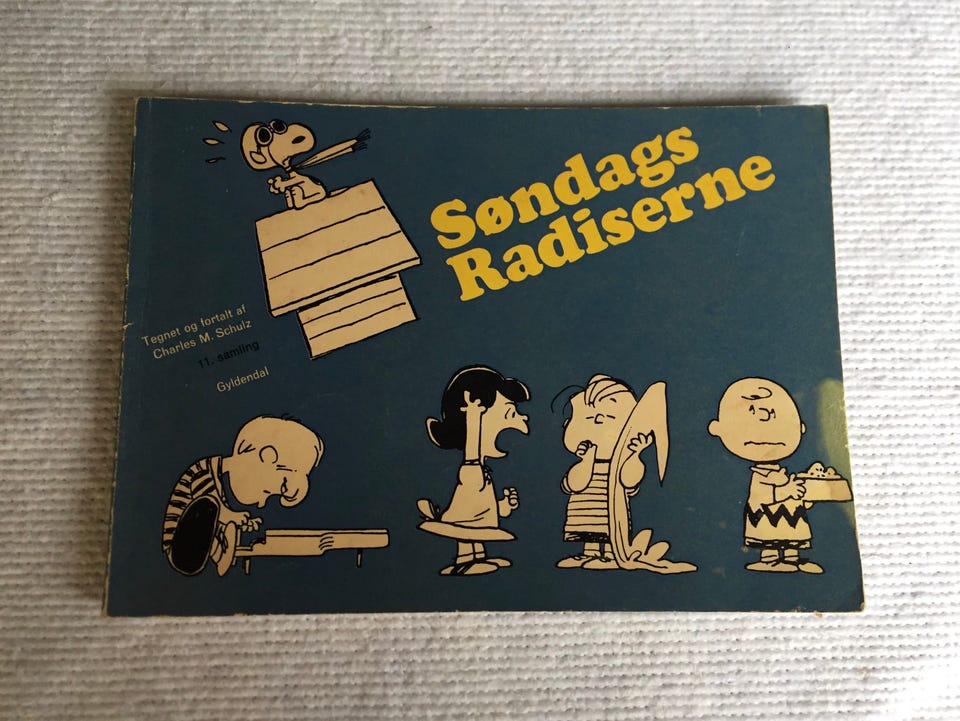 Søndags
Radiserne
Tegnet og fortalt af
Charles M. Schulz
11. samling
Gyldendal